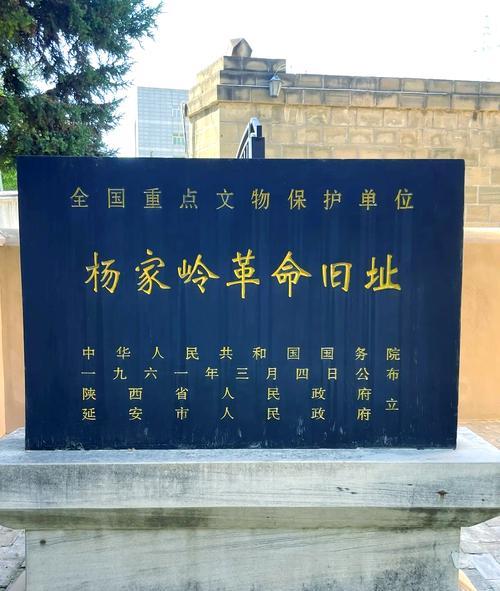 全国重点文物保护单位
杨家岭革命旧址
中华人民共和国国务院
一九六一年三月四日公布
陕西省人民政府
延安市人民政府 立